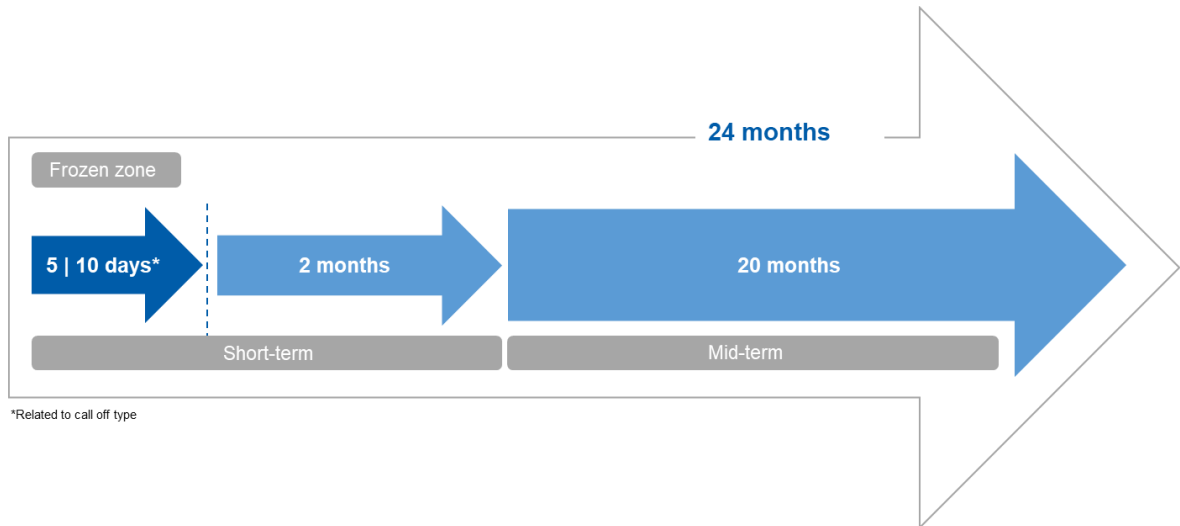 24 months
Frozen zone
5 | 10 days*
2 months
20 months
Short-term
Mid-term
*Related to call off type